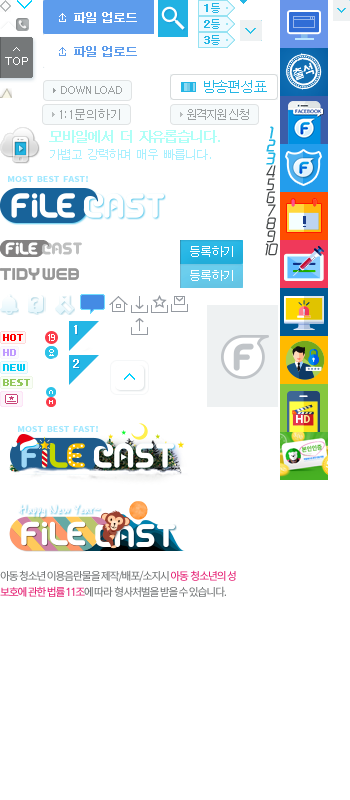 파일 업로드
1등
2등
3등
TOP
파일 업로드
DOWN LOAD
방송편성표
1:1문의하기
원격지원신청
출석
FACEBOOK
모바일에서 더 자유롭습니다.
가볍고 강력하며 매우 빠릅니다.
1
2
3
4
5
6
7
8
9
10
MOST BEST FAST!
FiLE CAST
FiLE CAST
TIDY WEB
등록하기
등록하기
HOT
19
HD
NEW
BEST
1
2
MOST BEST FAST!
FiLE CAST
HD
본인인증
Happy New Year~
FiLE CAST
아동 청소년 이용음란물을 제작/배포/소지시 아동 청소년의 성
보호에 관한 법률 11조에 따라 형사처벌을 받을 수 있습니다.